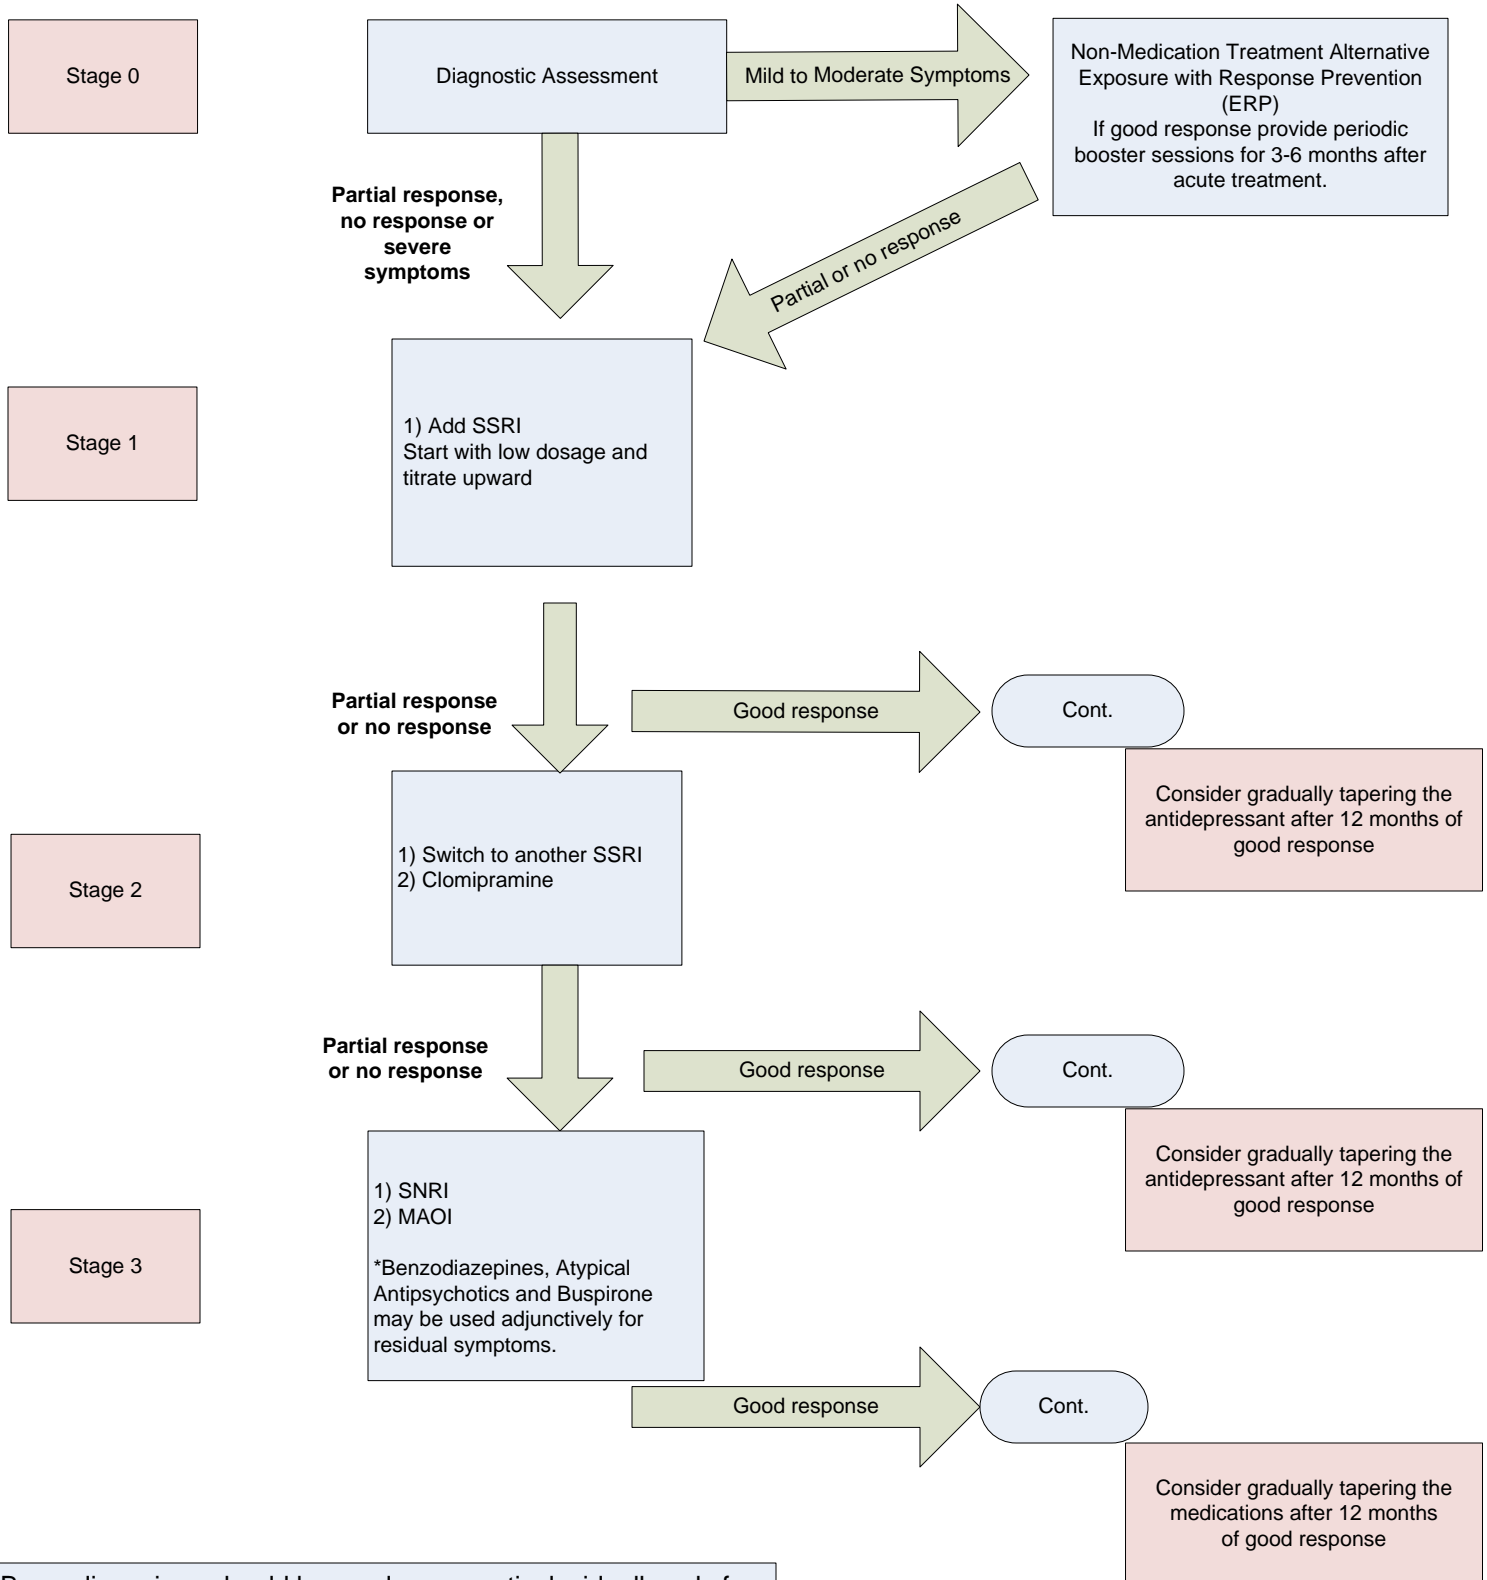 Stage 0
Diagnostic Assessment
Mild to Moderate Symptoms
Non-Medication Treatment Alternative
Exposure with Response Prevention
(ERP)
If good response provide periodic
booster sessions for 3-6 months after
acute treatment.
Partial response,
no response or
severe
symptoms
Partial or no response
Stage 1
1) Add SSRI
Start with low dosage and
titrate upward
Partial response
or no response
Good response
Cont.
Consider gradually tapering the
antidepressant after 12 months of
good response
Stage 2
1) Switch to another SSRI
2) Clomipramine
Partial response
or no response
Good response
Cont.
Consider gradually tapering the
antidepressant after 12 months of
good response
Stage 3
1) SNRI
2) MAOI
*Benzodiazepines, Atypical
Antipsychotics and Buspirone
may be used adjunctively for
residual symptoms.
Good response
Cont.
Consider gradually tapering the
medications after 12 months
of good response